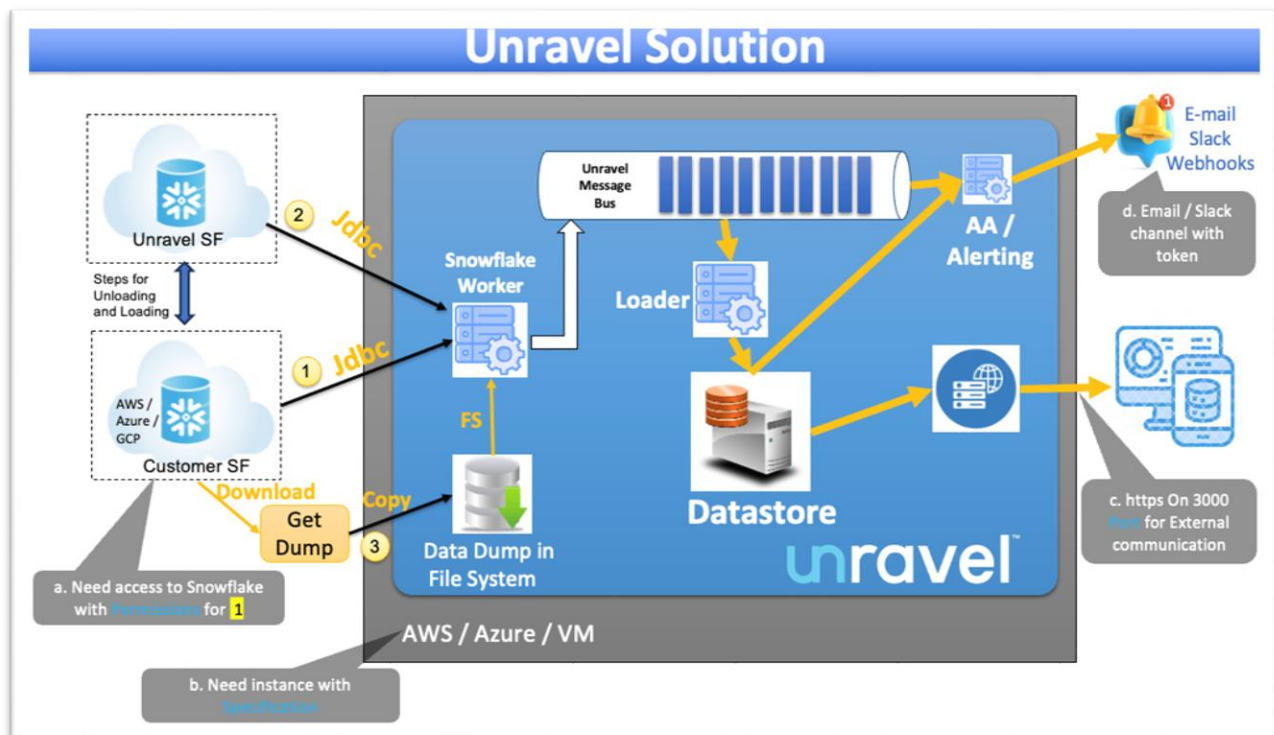 Unravel Solution
Unravel SF
Steps for
Unloading
and Loading
AWS /
Azure /
GCP
Customer SF
Download
Get
Dump
a. Need access to Snowflake
with Permissions for 1
b. Need instance with
Specification
2
Jdbc
1
Jdbc
Copy
3
Snowflake
Worker
FS
Data Dump in
File System
Unravel
Message
Bus
Loader
Datastore
AA /
Alerting
unravel™
AWS / Azure / VM
1
E-mail
Slack
Webhooks
d. Email / Slack
channel with
token
c. https On 3000
Port for External
communication